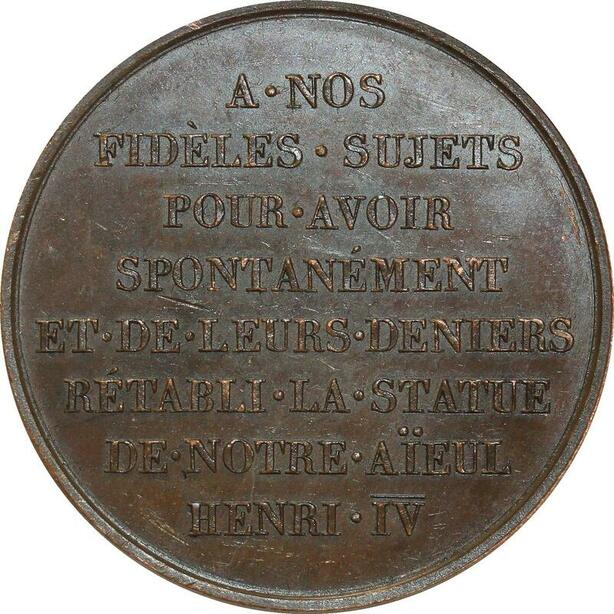 A·NOS
FIDÈLES·SUJETS
POUR·AVOIR
SPONTANÉMENT
ET·DE·LEURS·DENIERS
RÉTABLI·LA·STATUE
DE·NOTRE·AÏEUL
HENRI·IV